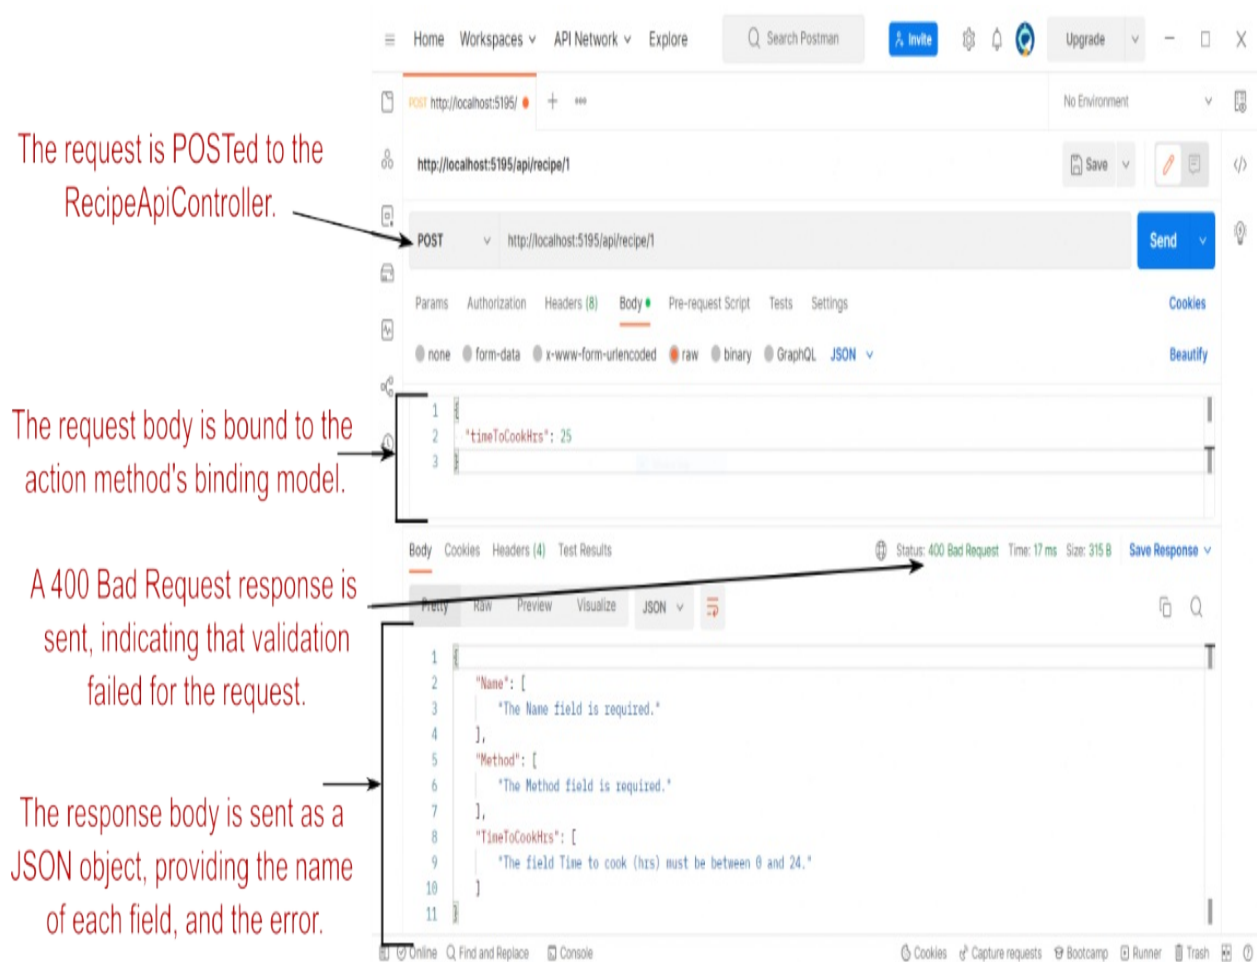 Home Workspaces API Network Explore Search Postman Invite Upgrade
POST http://localhost:5195/ No Environment
The request is POSTed to the
RecipeApiController.
http://localhost:5195/api/recipe/1 Save
POST http://localhost:5195/api/recipe/1 Send
Params Authorization Headers (8) Body Pre-request Script Tests Settings Cookies
none form-data x-www-form-urlencoded raw binary GraphQL JSON Beautify
The request body is bound to the
action method's binding model.
1
2 "timeToCookHrs": 25
3
Body Cookies Headers (4) Test Results Status: 400 Bad Request Time: 17 ms Size: 315 B Save Response
A 400 Bad Request response is
sent, indicating that validation
failed for the request.
Pretty Raw Preview Visualize JSON
1
2 "Name": [
3 "The Name field is required."
4 ],
5 "Method": [
6 "The Method field is required."
7 ],
8 "TimeToCookHrs": [
9 "The field Time to cook (hrs) must be between 0 and 24."
10 ]
11
The response body is sent as a
JSON object, providing the name
of each field, and the error.
Online Find and Replace Console Cookies Capture requests Bootcamp Runner Trash